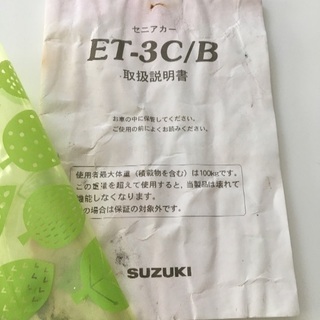 セニアカー
ET-3C/B
取扱説明書
お車の中に保管してください。
ご使用の前によくお読みください。
使用者最大体重（積載物を含む）は100kgです。
この重量を超えて使用すると、当製品は壊れて
機能しなくなります。
の場合は保証の対象外です。
SUZUKI